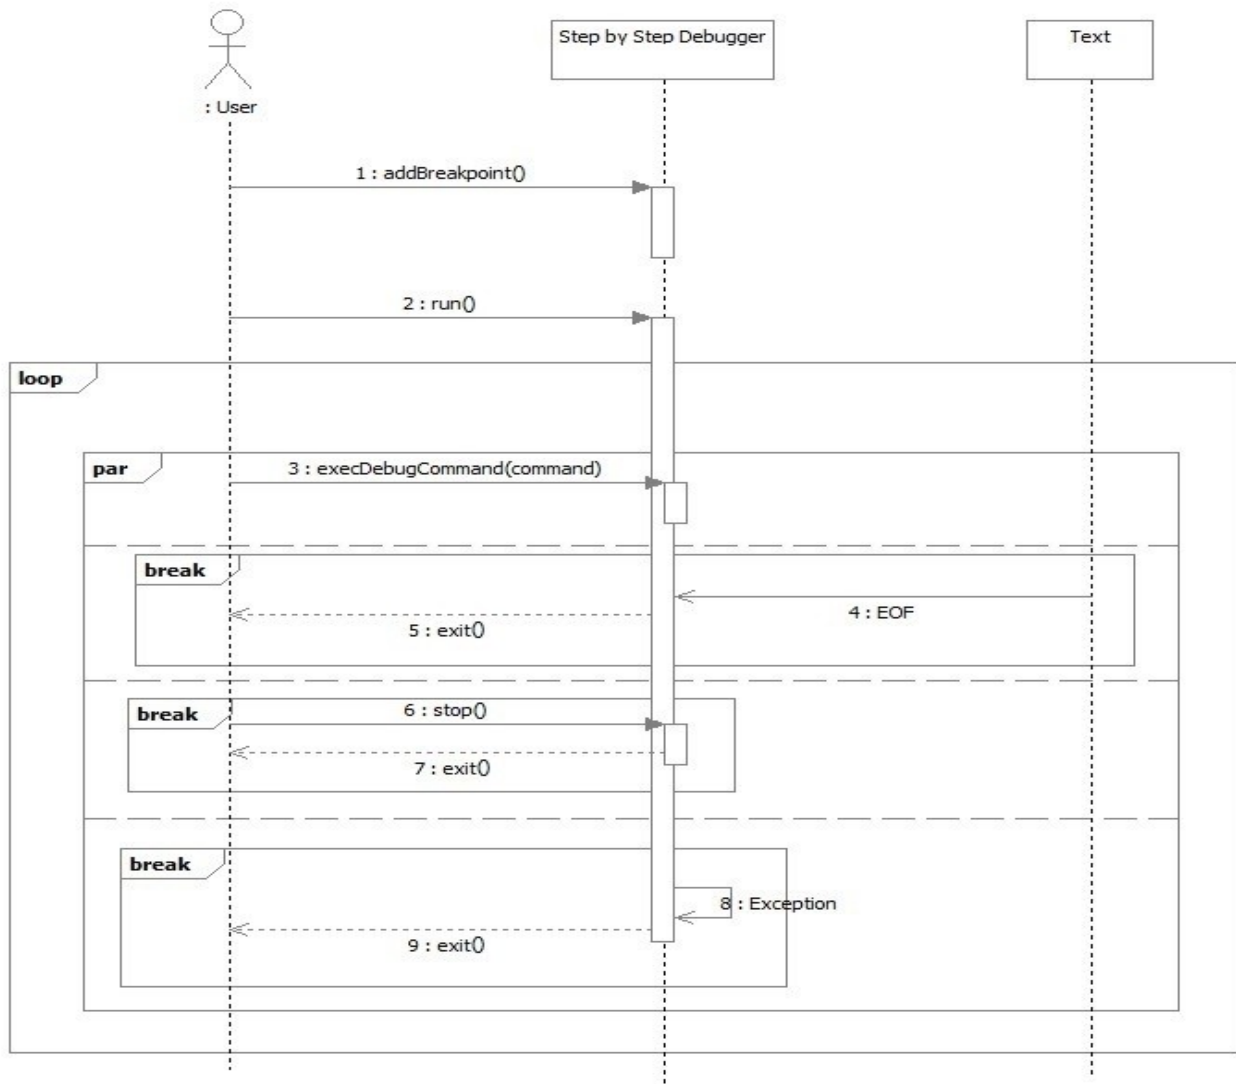 Step by Step Debugger
Text
: User
1 : addBreakpoint()
2 : run()
loop
par
3 : execDebugCommand(command)
break
4 : EOF
5 : exit()
break
6 : stop()
7 : exit()
break
8 : Exception
9 : exit()